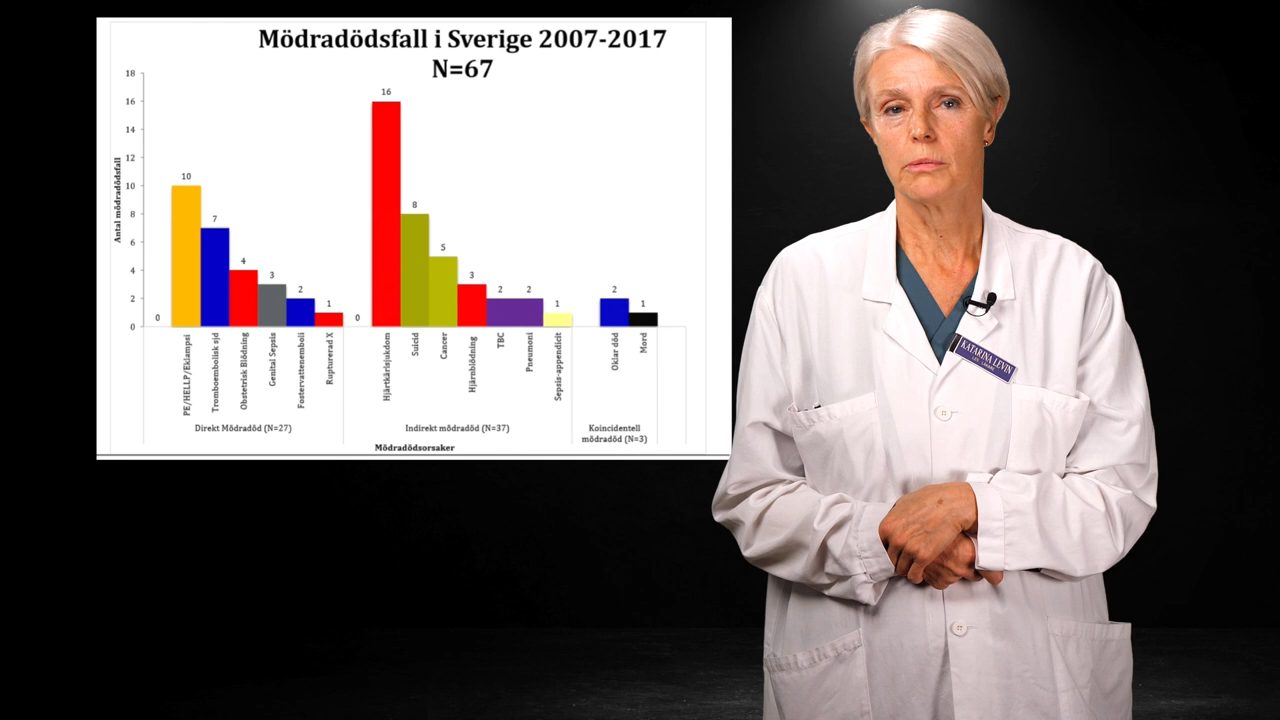 Mödradödsfall i Sverige 2007-2017
N=67
Antal mödradödsfall
18
16
14
12
10
8
6
4
2
0
0
10
7
4
3
2
1
0
16
8
5
3
2
2
1
2
1
PE/HELLP/Eklampsi
Tromboembolisk sjd
Obstetrisk Blödning
Genital Sepsis
Fostervattenemboli
Rupturerad X
Hjärtkärlsjukdom
Suicid
Cancer
Hjärnblödning
TBC
Pneumoni
Sepsis-appendicit
Oklar död
Mord
Direkt Mödradöd (N=27)
Indirekt mödradöd (N=37)
Koincidentell
mödradöd (N=3)
Mödradödsorsaker
KATARINA LEVIN